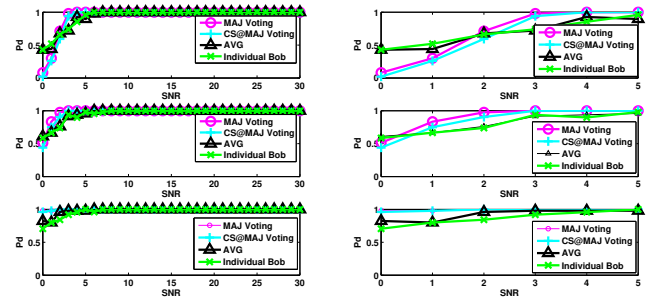 1
0.5
0
Pd
0 5 10 15 20 25 30
SNR
MAJ Voting
CS@MAJ Voting
AVG
Individual Bob
1
0.5
0
Pd
0 1 2 3 4 5
SNR
MAJ Voting
CS@MAJ Voting
AVG
Individual Bob
1
0.5
0
Pd
0 5 10 15 20 25 30
SNR
MAJ Voting
CS@MAJ Voting
AVG
Individual Bob
1
0.5
0
Pd
0 1 2 3 4 5
SNR
MAJ Voting
CS@MAJ Voting
AVG
Individual Bob
1
0.5
0
Pd
0 5 10 15 20 25 30
SNR
MAJ Voting
CS@MAJ Voting
AVG
Individual Bob
1
0.5
0
Pd
0 1 2 3 4 5
SNR
MAJ Voting
CS@MAJ Voting
AVG
Individual Bob